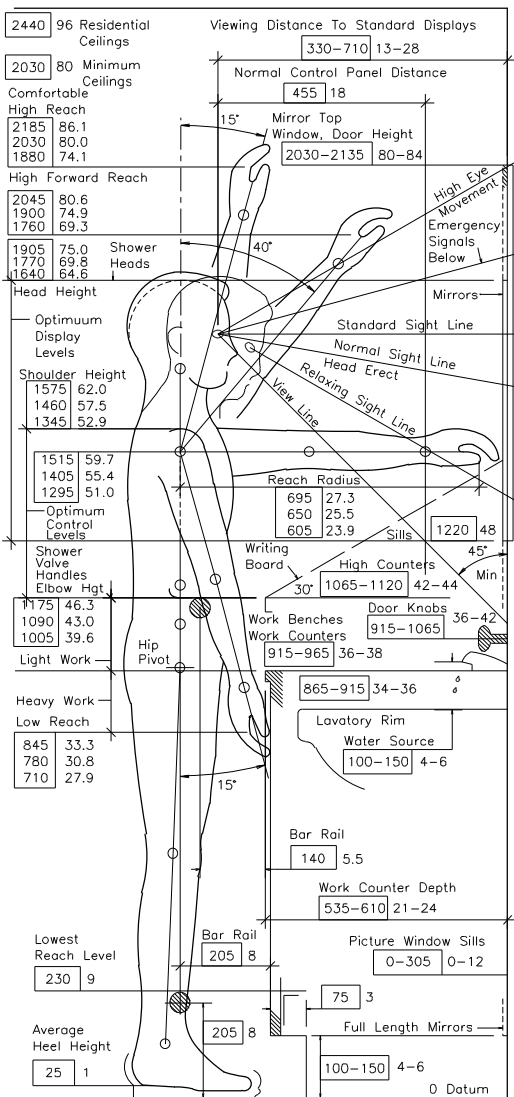 2440 96 Residential
Ceilings
Viewing Distance To Standard Displays
330-710 13-28
2030 80 Minimum
Ceilings
Normal Control Panel Distance
455 18
Comfortable
High Reach
2185 86.1
2030 80.0
1880 74.1
15°
Mirror Top
Window, Door Height
2030-2135 80-84
High Forward Reach
2045 80.6
1900 74.9
1760 69.3
High Eye
Movement
Emergency
Signals
Below
1905 75.0
1770 69.8
1640 64.6
Shower
Heads
40°
Head Height
Mirrors
Optimuum
Display
Levels
Standard Sight Line
Normal Sight Line
Head Erect
Relaxing Sight Line
View Line
Shoulder Height
1575 62.0
1460 57.5
1345 52.9
1515 59.7
1405 55.4
1295 51.0
Reach Radius
695 27.3
650 25.5
605 23.9
Optimum
Control
Levels
Sills
1220 48
Shower
Valve
Handles
Writing
Board
45°
Min
High Counters
30° 1065-1120 42-44
Elbow Hgt
1175 46.3
1090 43.0
1005 39.6
Door Knobs
915-1065 36-42
Work Benches
Work Counters
915-965 36-38
Light Work
Hip
Pivot
865-915 34-36
Heavy Work
Low Reach
845 33.3
780 30.8
710 27.9
Lavatory Rim
Water Source
100-150 4-6
15°
Bar Rail
140 5.5
Work Counter Depth
535-610 21-24
Lowest
Reach Level
230 9
Bar Rail
205 8
Picture Window Sills
0-305 0-12
75 3
Average
Heel Height
25 1
205 8
Full Length Mirrors
100-150 4-6
0 Datum